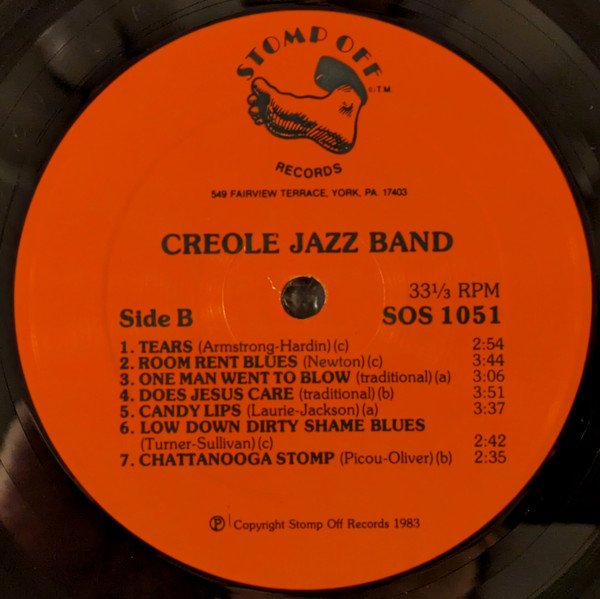 STOMP OFF
©T.M.
RECORDS
549 FAIRVIEW TERRACE, YORK, PA. 17403
CREOLE JAZZ BAND
33⅓ RPM
Side B SOS 1051
1. TEARS (Armstrong-Hardin)(c) 2:54
2. ROOM RENT BLUES (Newton)(c) 3:44
3. ONE MAN WENT TO BLOW (traditional)(a) 3:06
4. DOES JESUS CARE (traditional)(b) 3:51
5. CANDY LIPS (Laurie-Jackson)(a) 3:37
6. LOW DOWN DIRTY SHAME BLUES
(Turner-Sullivan)(c) 2:42
7. CHATTANOOGA STOMP (Picou-Oliver)(b) 2:35
℗ Copyright Stomp Off Records 1983